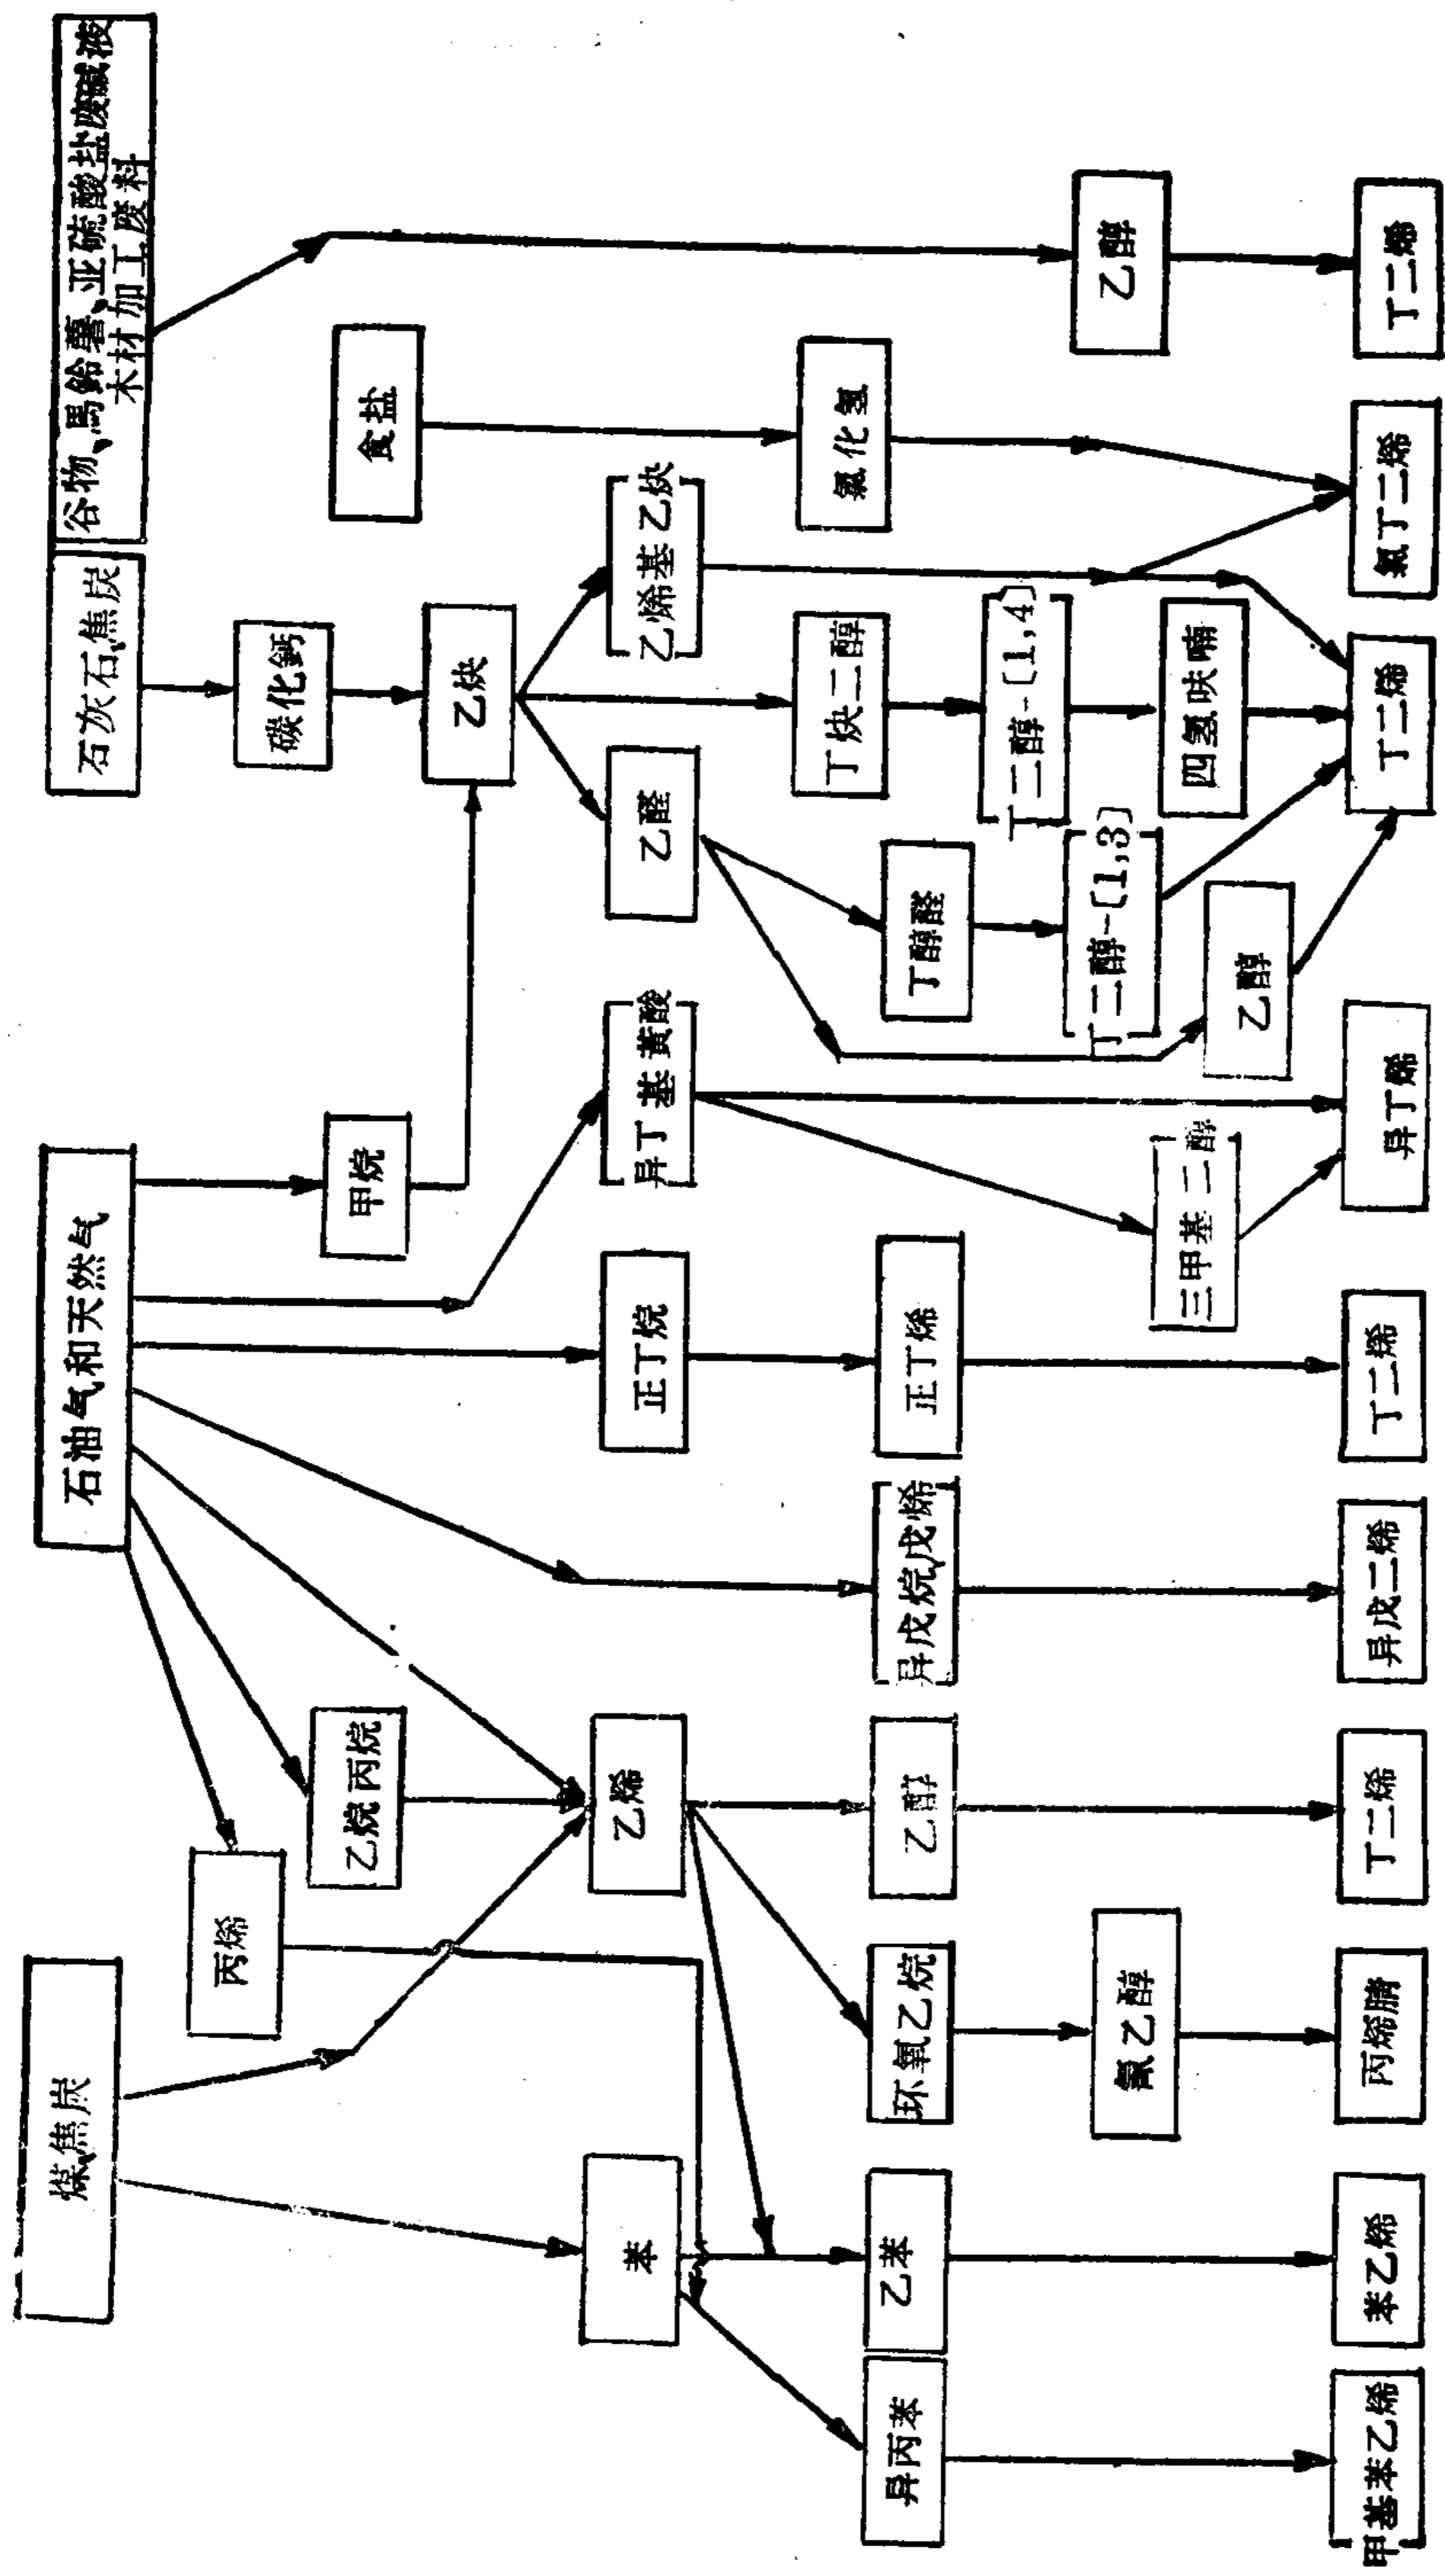 煤、焦炭
石油气和天然气
石灰石、焦炭
谷物、馬鈴薯、亚硫酸盐废碱液
木材加工废料
丙烯
碳化鈣
乙烷丙烷
甲烷
食盐
乙炔
苯
乙烯
正丁烷
异丁基黃酸
乙醛
乙烯基乙炔
丁炔二醇
氯化氢
异丙苯
乙苯
环氧乙烷
乙醇
异戊烷、戊烯
正丁烯
丁醇醛
丁二醇-〔1,4〕
乙醇
氰乙醇
三甲基二醇
丁二醇-〔1,3〕
四氢呋喃
乙醇
甲基苯乙烯
苯乙烯
丙烯腈
丁二烯
异戊二烯
丁二烯
异丁烯
丁二烯
氯丁二烯
丁二烯